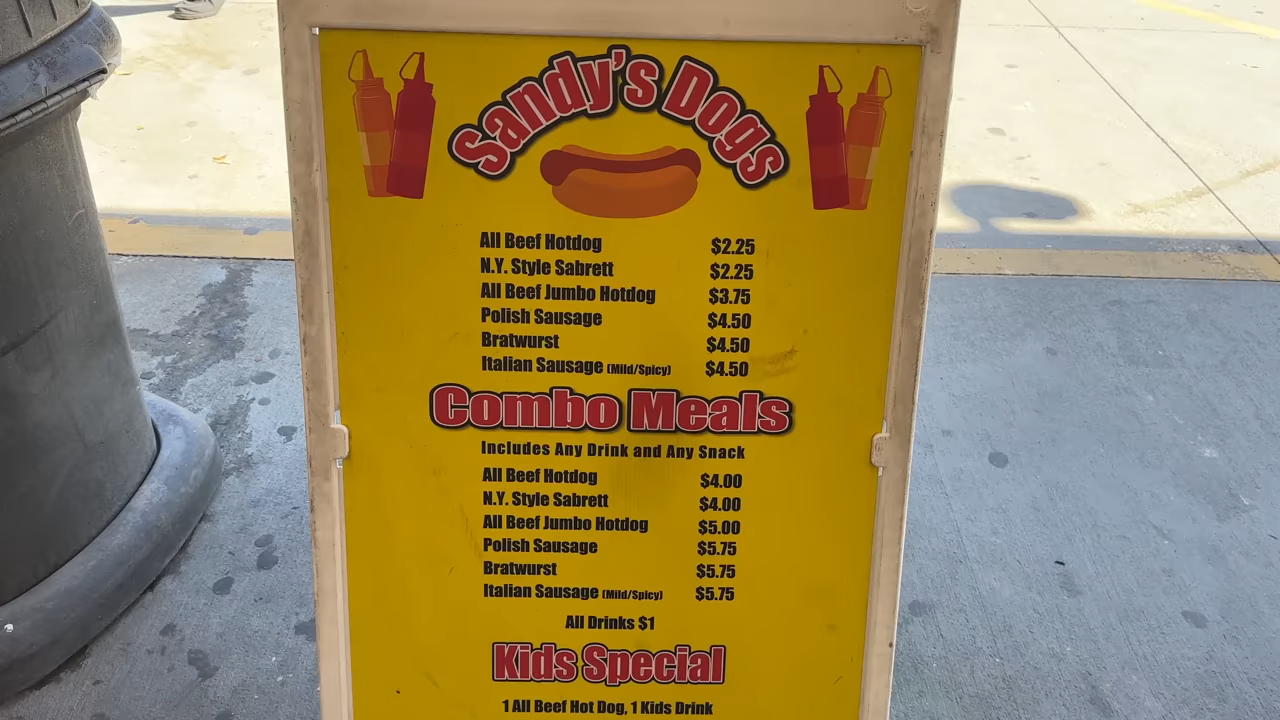 Sandy's Dogs
All Beef Hotdog $2.25
N.Y. Style Sabrett $2.25
All Beef Jumbo Hotdog $3.75
Polish Sausage $4.50
Bratwurst $4.50
Italian Sausage (Mild/Spicy) $4.50
Combo Meals
Includes Any Drink and Any Snack
All Beef Hotdog $4.00
N.Y. Style Sabrett $4.00
All Beef Jumbo Hotdog $5.00
Polish Sausage $5.75
Bratwurst $5.75
Italian Sausage (Mild/Spicy) $5.75
All Drinks $1
Kids Special
1 All Beef Hot Dog, 1 Kids Drink